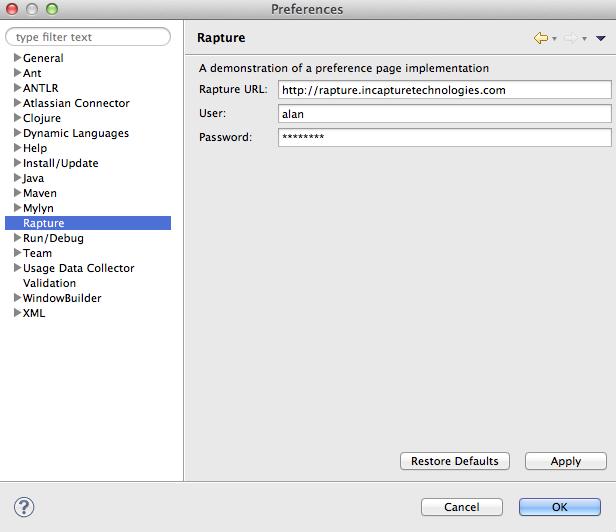 Preferences
type filter text
General
Ant
ANTLR
Atlassian Connector
Clojure
Dynamic Languages
Help
Install/Update
Java
Maven
Mylyn
Rapture
Run/Debug
Team
Usage Data Collector
Validation
WindowBuilder
XML
Rapture
A demonstration of a preference page implementation
Rapture URL: http://rapture.incapturetechnologies.com
User: alan
Password: ********
Restore Defaults Apply
? Cancel OK